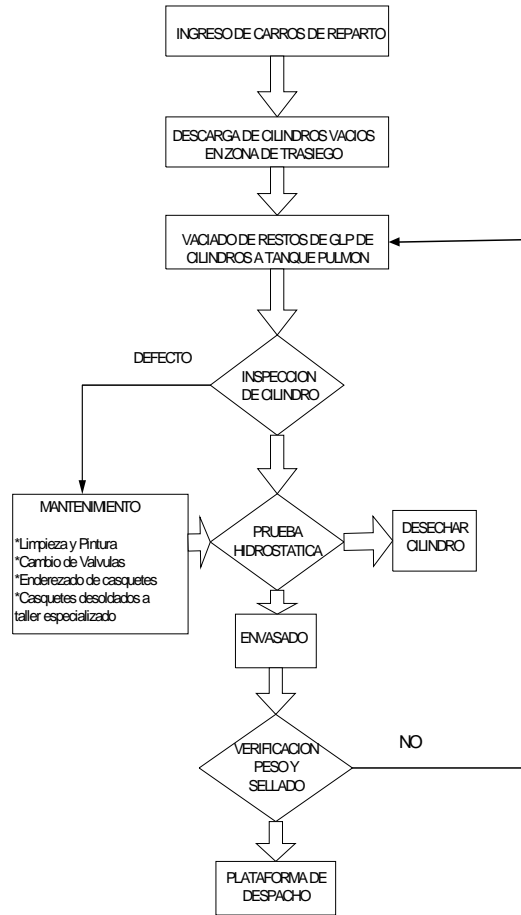 INGRESO DE CARROS DE REPARTO
DESCARGA DE CILINDROS VACIOS
EN ZONA DE TRASIEGO
VACIADO DE RESTOS DE GLP DE
CILINDROS A TANQUE PULMON
DEFECTO
INSPECCION
DE CILINDRO
MANTENIMIENTO
*Limpieza y Pintura
*Cambio de Valvulas
*Enderezado de casquetes
*Casquetes desoldados a
taller especializado
PRUEBA
HIDROSTATICA
DESECHAR
CILINDRO
ENVASADO
VERIFICACION
PESO Y
SELLADO
NO
PLATAFORMA DE
DESPACHO